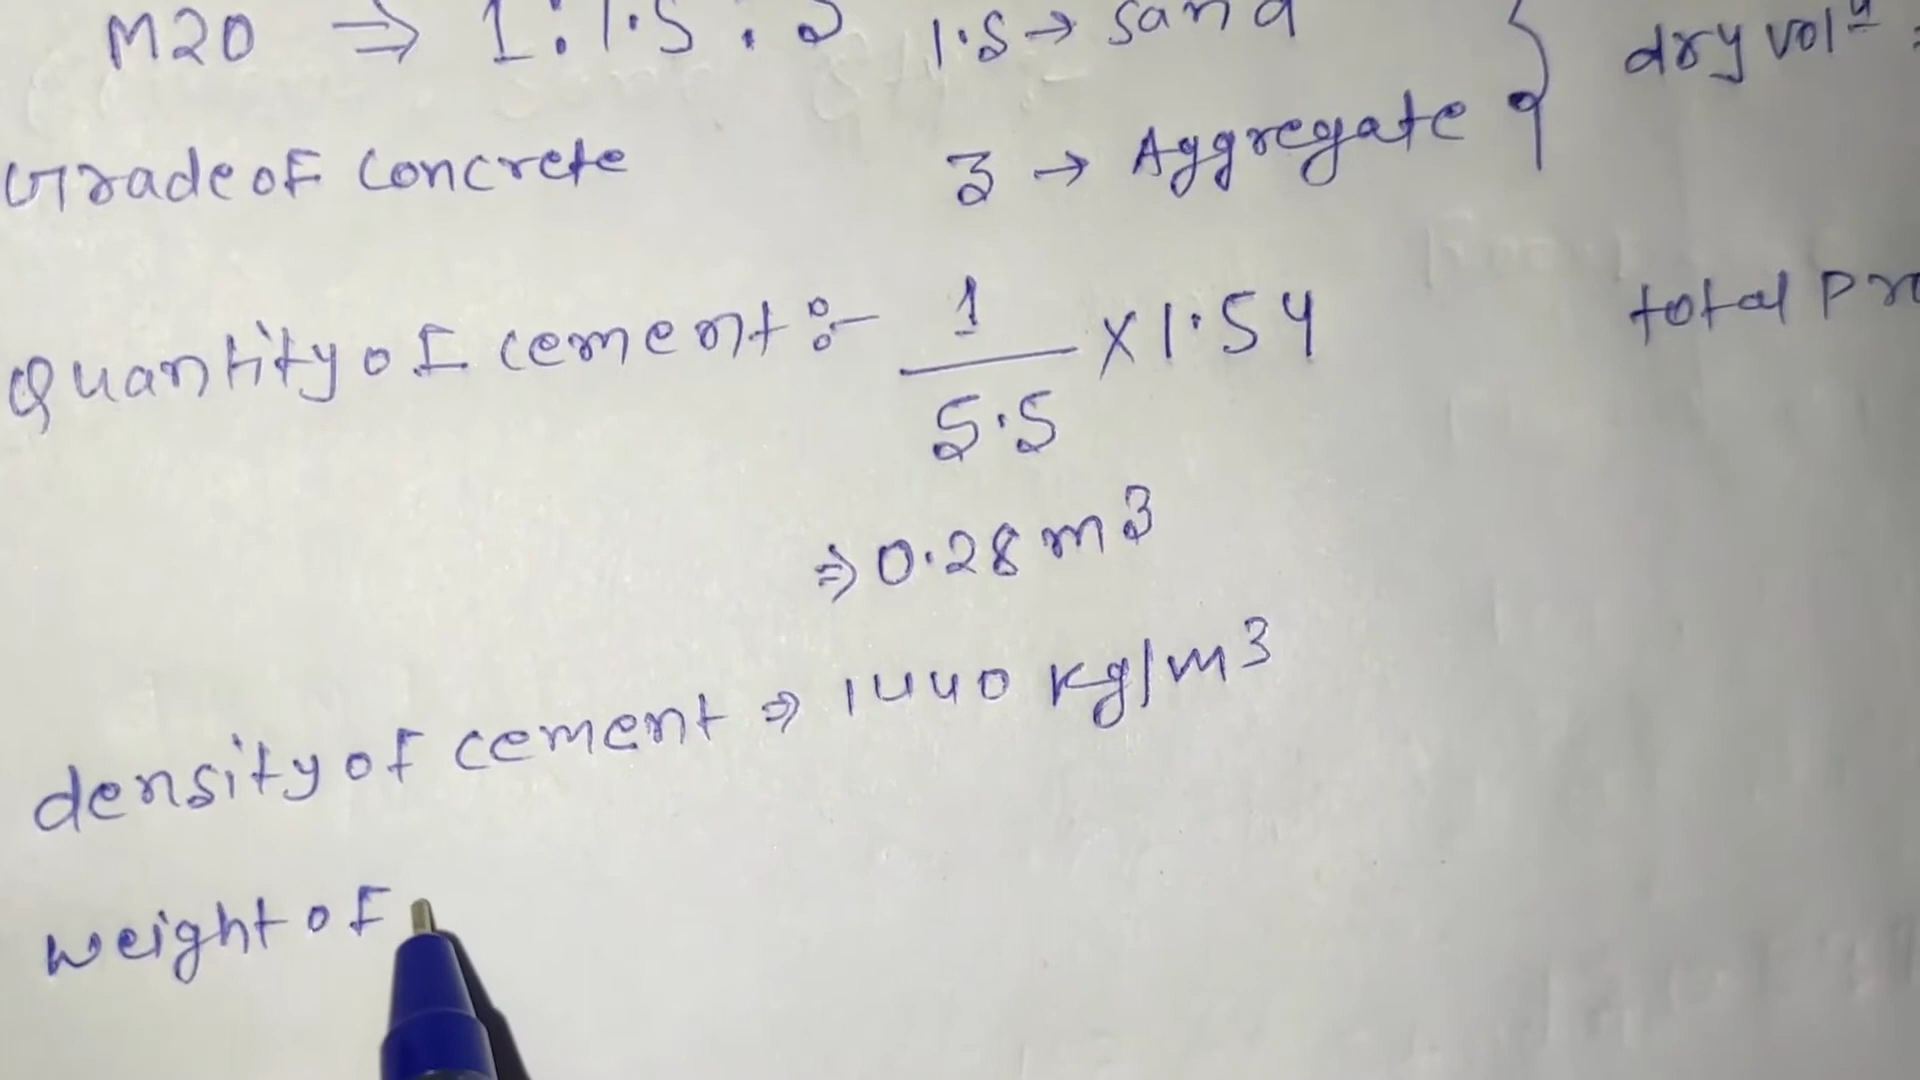 M20 ⇒ 1:1.5:3 1.5 → Sand
dry vol
Grade of concrete 3 → Aggregate
Quantity of cement :- 1/5.5 × 1.54
total
⇒ 0.28 m³
density of cement ⇒ 1440 kg/m³
weight of